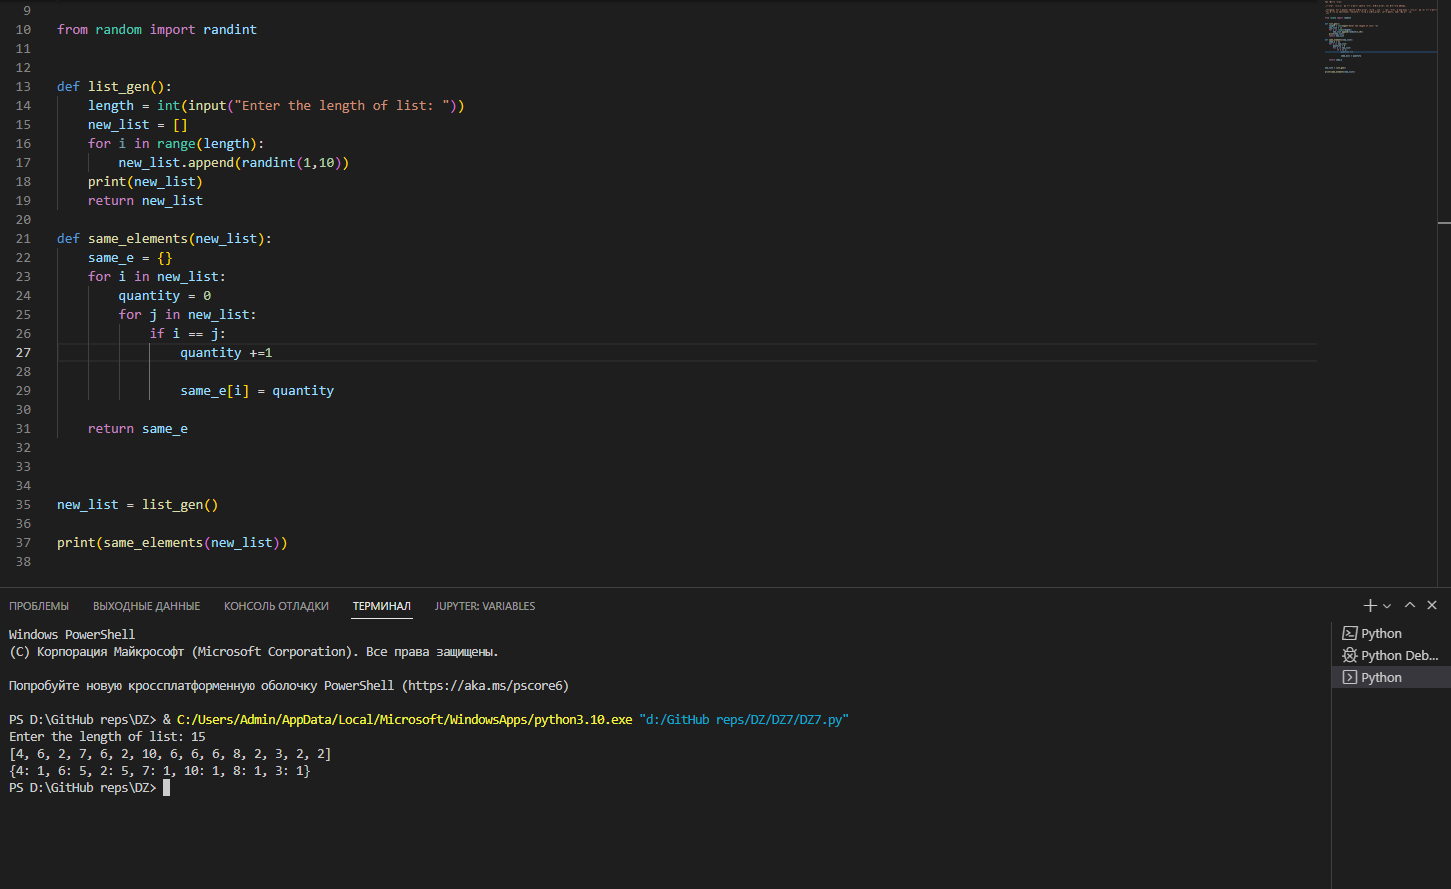 9
10 from random import randint
11
12
13 def list_gen():
14     length = int(input("Enter the length of list: "))
15     new_list = []
16     for i in range(length):
17         new_list.append(randint(1,10))
18     print(new_list)
19     return new_list
20
21 def same_elements(new_list):
22     same_e = {}
23     for i in new_list:
24         quantity = 0
25         for j in new_list:
26             if i == j:
27                 quantity +=1
28
29                 same_e[i] = quantity
30
31     return same_e
32
33
34
35 new_list = list_gen()
36
37 print(same_elements(new_list))
38
ПРОБЛЕМЫ ВЫХОДНЫЕ ДАННЫЕ КОНСОЛЬ ОТЛАДКИ ТЕРМИНАЛ JUPYTER: VARIABLES
Windows PowerShell
(C) Корпорация Майкрософт (Microsoft Corporation). Все права защищены.
Попробуйте новую кроссплатформенную оболочку PowerShell (https://aka.ms/pscore6)
PS D:\GitHub reps\DZ> & C:/Users/Admin/AppData/Local/Microsoft/WindowsApps/python3.10.exe "d:/GitHub reps/DZ/DZ7/DZ7.py"
Enter the length of list: 15
[4, 6, 2, 7, 6, 2, 10, 6, 6, 6, 8, 2, 3, 2, 2]
{4: 1, 6: 5, 2: 5, 7: 1, 10: 1, 8: 1, 3: 1}
PS D:\GitHub reps\DZ>
Python
Python Deb...
Python